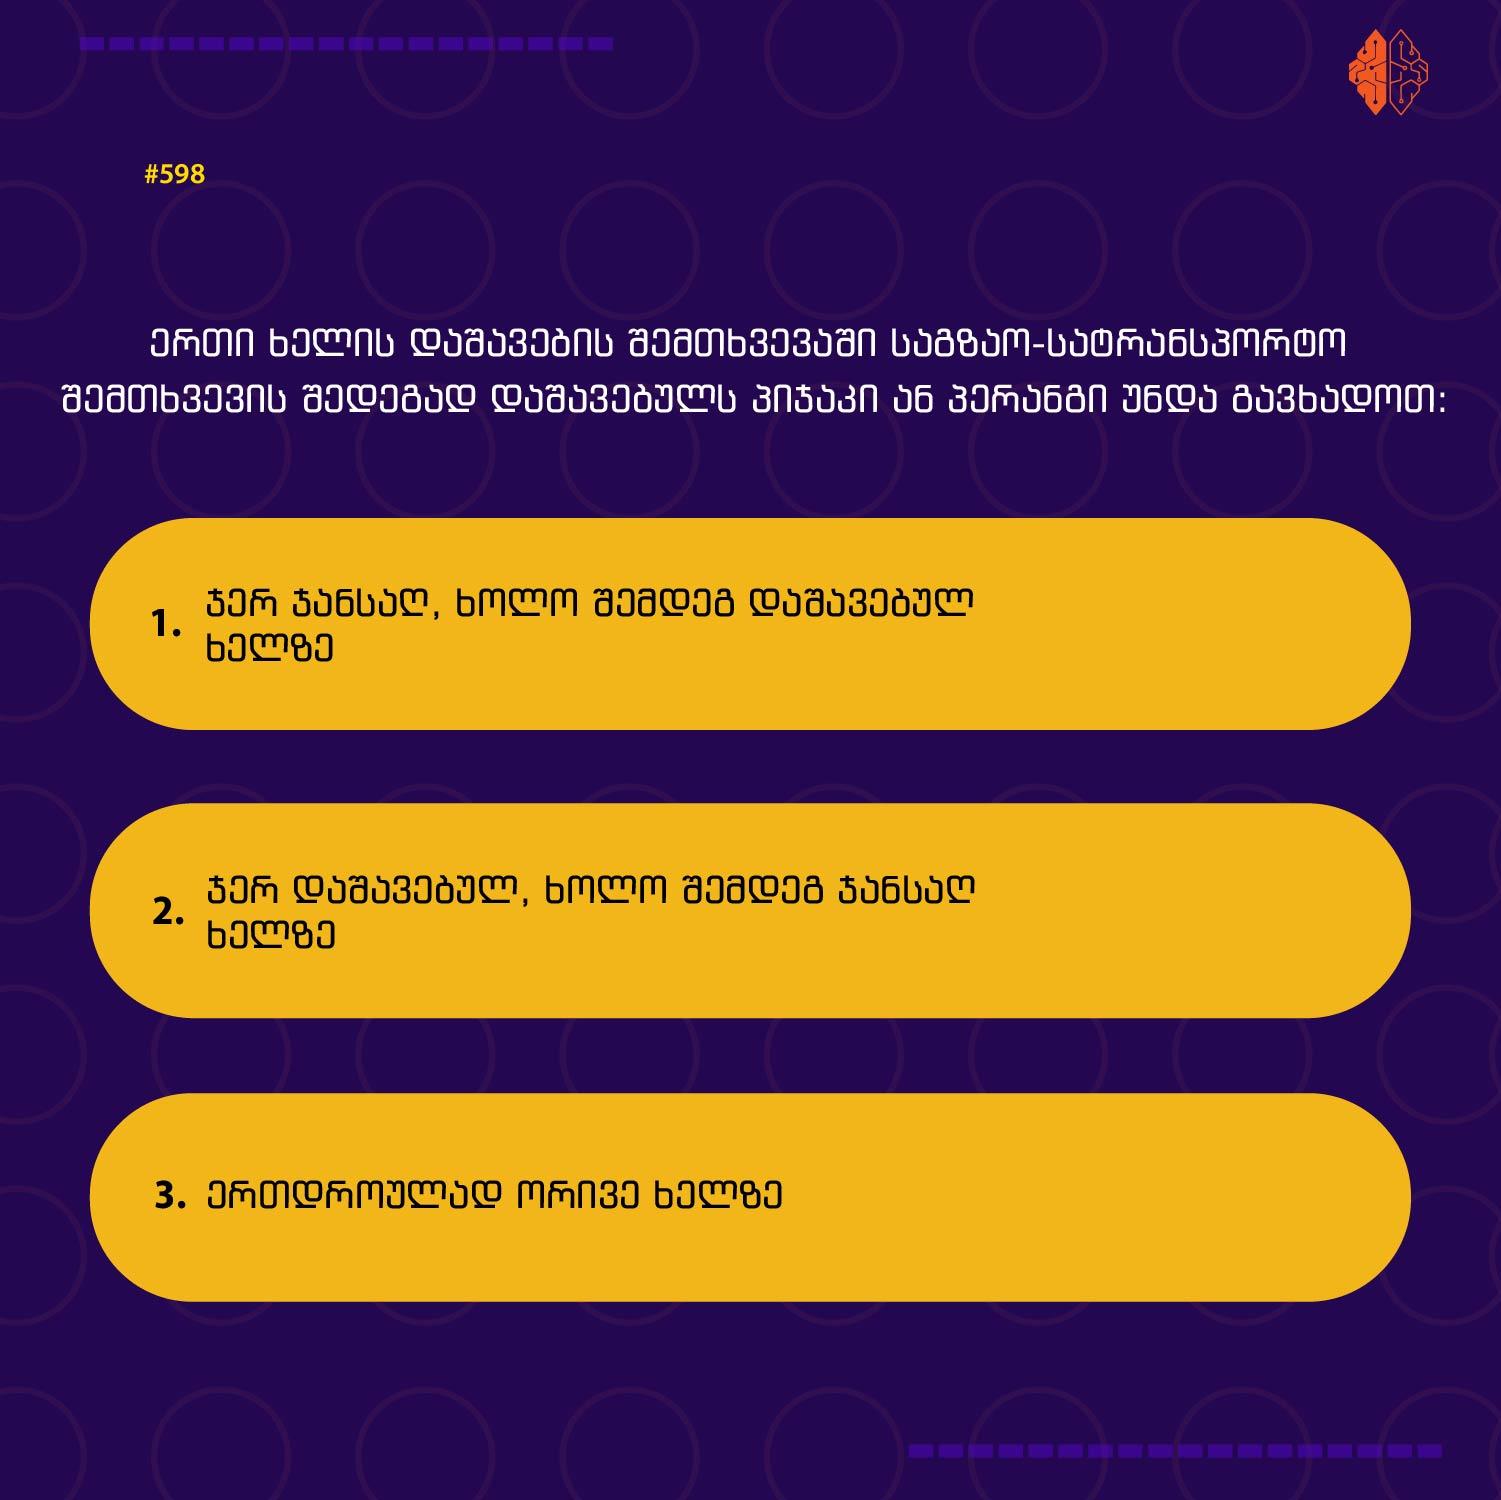 #598
ერთი ხელის დაშავების შემთხვევაში საგზაო-სატრანსპორტო
შემთხვევის შედეგად დაშავებულს პიჯაკი ან პერანგი უნდა გავხადოთ:
1. ჯერ ჯანსაღ, ხოლო შემდეგ დაშავებულ
ხელზე
2. ჯერ დაშავებულ, ხოლო შემდეგ ჯანსაღ
ხელზე
3. ერთდროულად ორივე ხელზე